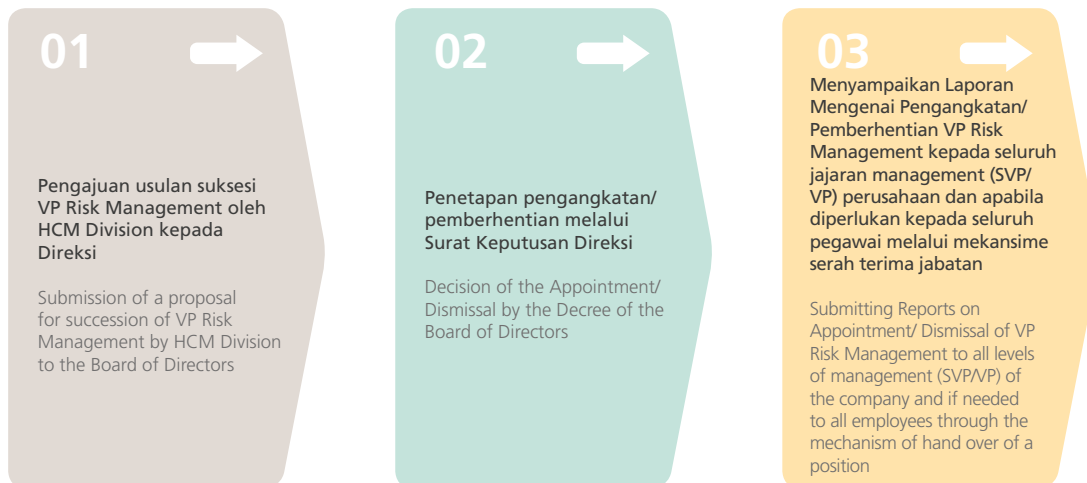 01
Pengajuan usulan suksesi
VP Risk Management oleh
HCM Division kepada
Direksi
Submission of a proposal
for succession of VP Risk
Management by HCM Division
to the Board of Directors
02
Penetapan pengangkatan/
pemberhentian melalui
Surat Keputusan Direksi
Decision of the Appointment/
Dismissal by the Decree of the
Board of Directors
03
Menyampaikan Laporan
Mengenai Pengangkatan/
Pemberhentian VP Risk
Management kepada seluruh
jajaran management (SVP/
VP) perusahaan dan apabila
diperlukan kepada seluruh
pegawai melalui mekansime
serah terima jabatan
Submitting Reports on
Appointment/ Dismissal of VP
Risk Management to all levels
of management (SVP/VP) of
the company and if needed
to all employees through the
mechanism of hand over of a
position